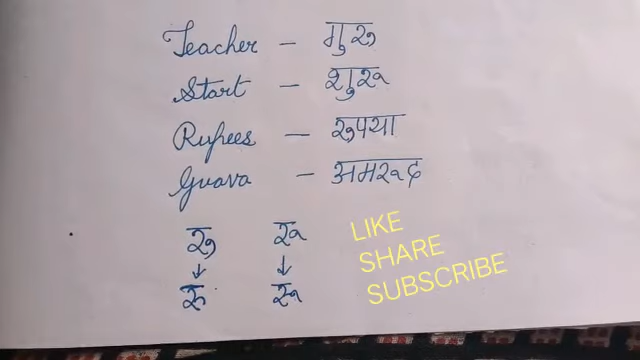 Teacher – गुरु
Start – शुरू
Rupees – रुपया
Guava – अमरूद
रु रू
↓ ↓
रु रू
LIKE
SHARE
SUBSCRIBE